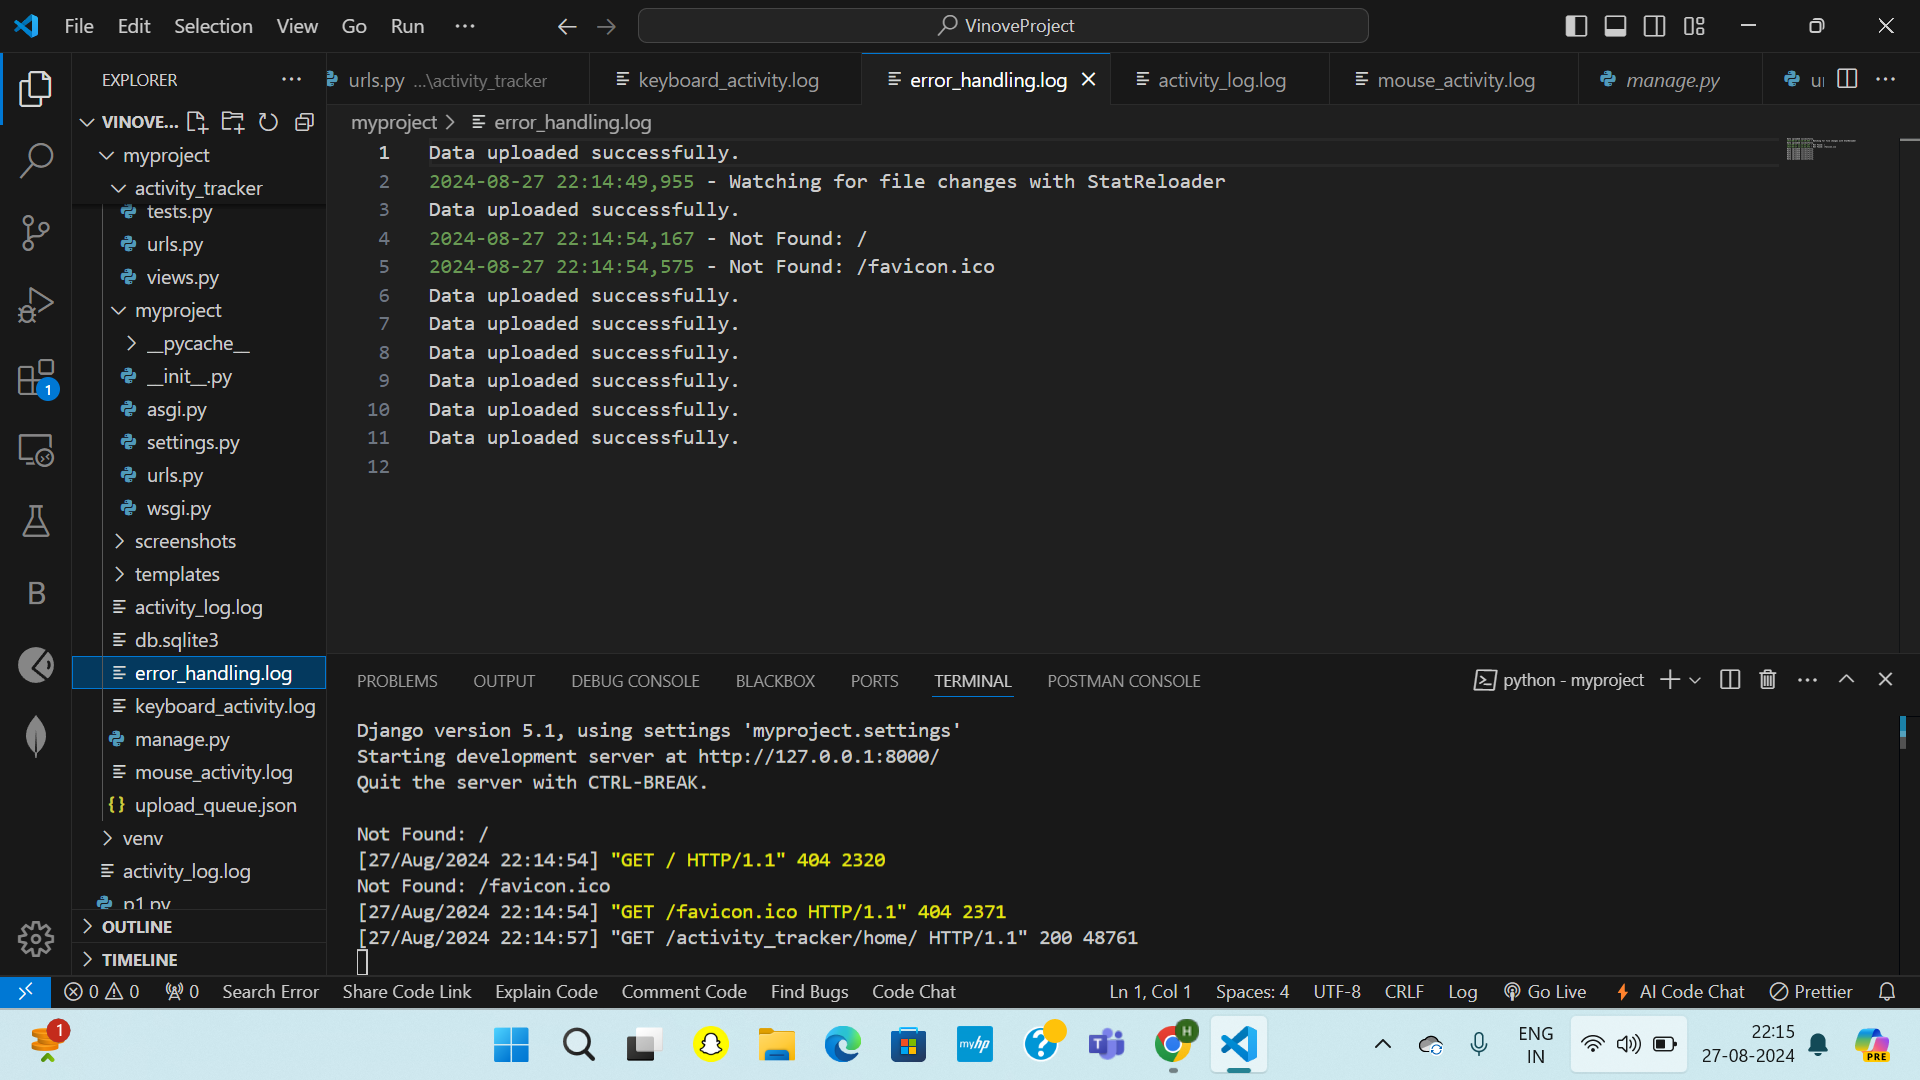 File Edit Selection View Go Run ··· VinoveProject
EXPLORER
urls.py ...\activity_tracker
keyboard_activity.log
error_handling.log
activity_log.log
mouse_activity.log
manage.py
VINOVE...
myproject
activity_tracker
tests.py
urls.py
views.py
myproject
__pycache__
__init__.py
asgi.py
settings.py
urls.py
wsgi.py
screenshots
templates
activity_log.log
db.sqlite3
error_handling.log
keyboard_activity.log
manage.py
mouse_activity.log
upload_queue.json
venv
activity_log.log
p1.py
OUTLINE
TIMELINE
1
B
myproject > error_handling.log
1 Data uploaded successfully.
2 2024-08-27 22:14:49,955 - Watching for file changes with StatReloader
3 Data uploaded successfully.
4 2024-08-27 22:14:54,167 - Not Found: /
5 2024-08-27 22:14:54,575 - Not Found: /favicon.ico
6 Data uploaded successfully.
7 Data uploaded successfully.
8 Data uploaded successfully.
9 Data uploaded successfully.
10 Data uploaded successfully.
11 Data uploaded successfully.
12
PROBLEMS OUTPUT DEBUG CONSOLE BLACKBOX PORTS TERMINAL POSTMAN CONSOLE python - myproject
Django version 5.1, using settings 'myproject.settings'
Starting development server at http://127.0.0.1:8000/
Quit the server with CTRL-BREAK.
Not Found: /
[27/Aug/2024 22:14:54] "GET / HTTP/1.1" 404 2320
Not Found: /favicon.ico
[27/Aug/2024 22:14:54] "GET /favicon.ico HTTP/1.1" 404 2371
[27/Aug/2024 22:14:57] "GET /activity_tracker/home/ HTTP/1.1" 200 48761
0 0 0 Search Error Share Code Link Explain Code Comment Code Find Bugs Code Chat Ln 1, Col 1 Spaces: 4 UTF-8 CRLF Log Go Live AI Code Chat Prettier
1
myhp
?
T
H
ENG
IN
22:15
27-08-2024
PRE